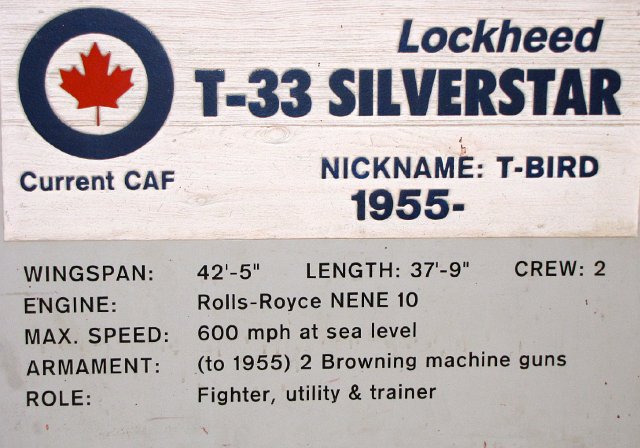 Lockheed
T-33 SILVERSTAR
Current CAF
NICKNAME: T-BIRD
1955-
WINGSPAN: 42'-5" LENGTH: 37'-9" CREW: 2
ENGINE: Rolls-Royce NENE 10
MAX. SPEED: 600 mph at sea level
ARMAMENT: (to 1955) 2 Browning machine guns
ROLE: Fighter, utility & trainer